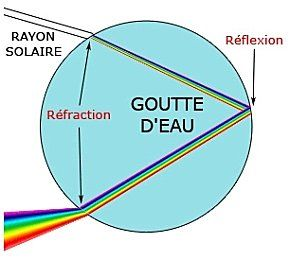 RAYON
SOLAIRE
Réflexion
GOUTTE
D'EAU
Réfraction